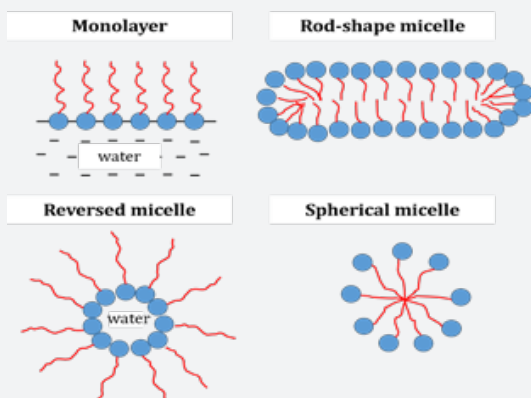 Monolayer
Rod-shape micelle
water
Reversed micelle
Spherical micelle
water